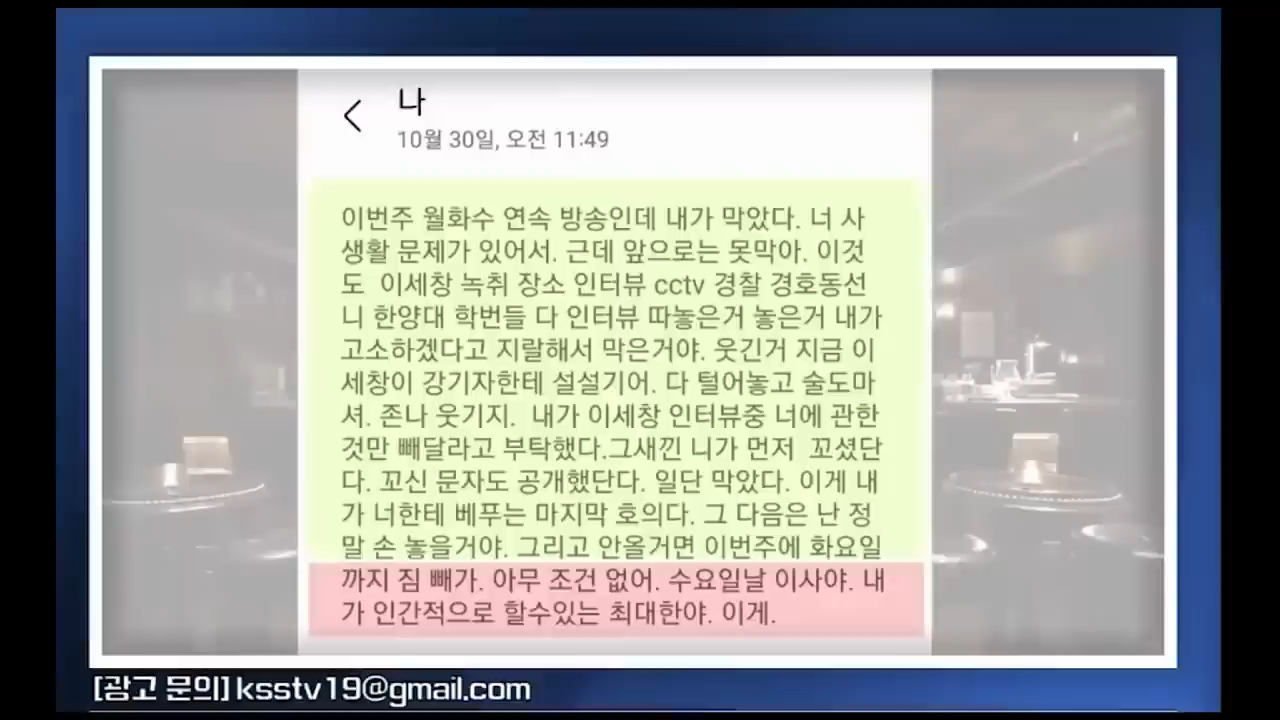 나
10월 30일, 오전 11:49
이번주 월화수 연속 방송인데 내가 막았다. 너 사
생활 문제가 있어서. 근데 앞으로는 못막아. 이것
도 이세창 녹취 장소 인터뷰 cctv 경찰 경호동선
니 한양대 학번들 다 인터뷰 따놓은거 놓은거 내가
고소하겠다고 지랄해서 막은거야. 웃긴거 지금 이
세창이 강기자한테 설설기어. 다 털어놓고 술도마
셔. 존나 웃기지. 내가 이세창 인터뷰중 너에 관한
것만 빼달라고 부탁했다.그새낀 니가 먼저 꼬셨단
다. 꼬신 문자도 공개했단다. 일단 막았다. 이게 내
가 너한테 베푸는 마지막 호의다. 그 다음은 난 정
말 손 놓을거야. 그리고 안올거면 이번주에 화요일
까지 짐 빼가. 아무 조건 없어. 수요일날 이사야. 내
가 인간적으로 할수있는 최대한야. 이게.
[광고 문의] ksstv19@gmail.com